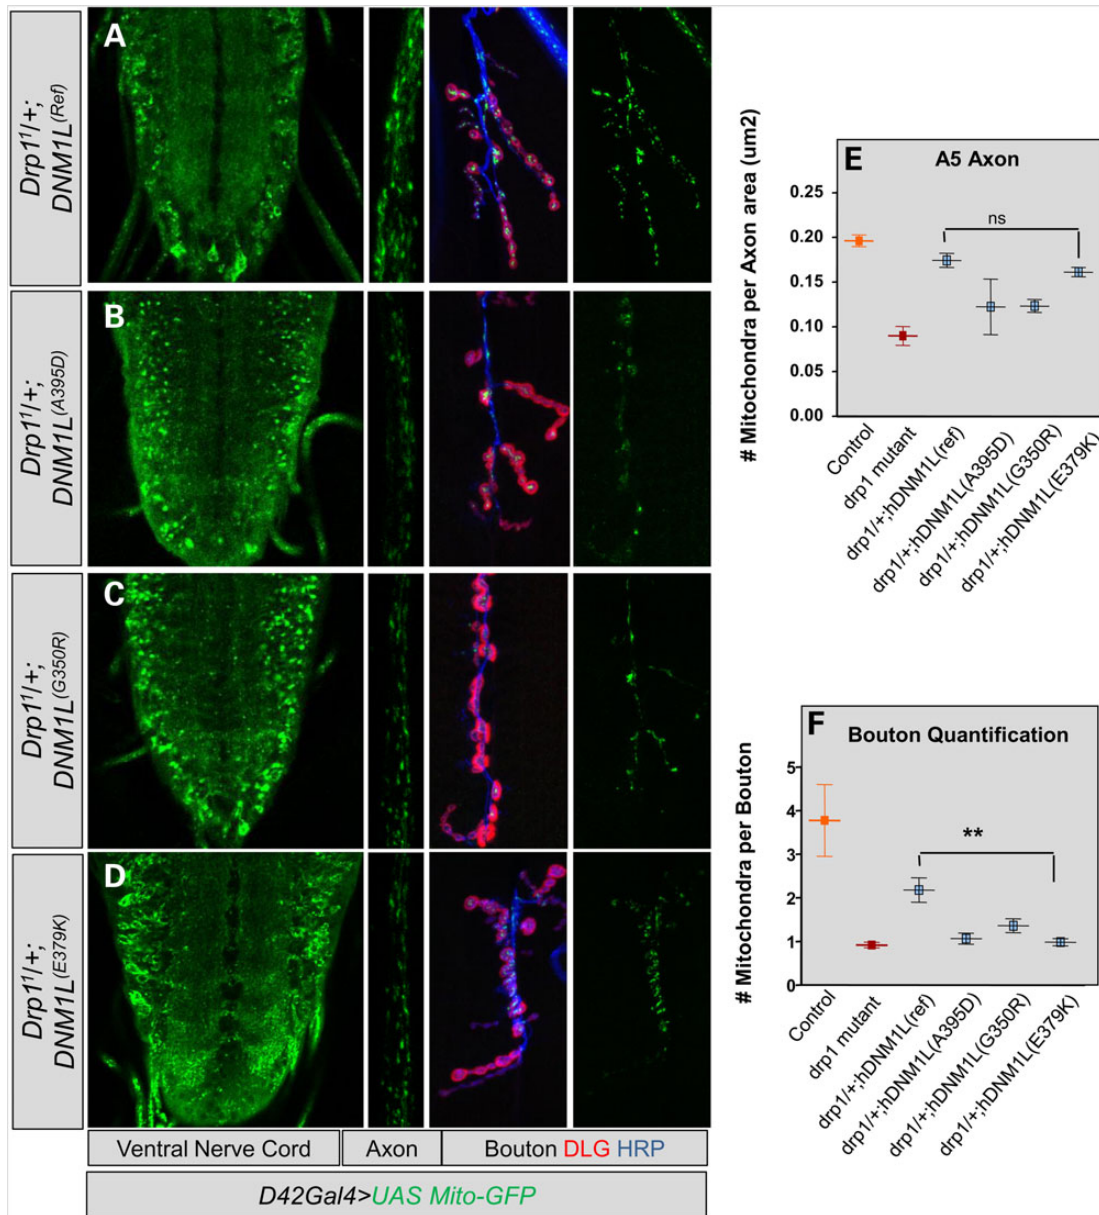 A
Drp1¹/+;
DNM1L(Ref)
B
Drp1¹/+;
DNM1L(A395D)
C
Drp1¹/+;
DNM1L(G350R)
D
Drp1¹/+;
DNM1L(E379K)
Ventral Nerve Cord
Axon
Bouton DLG HRP
D42Gal4>UAS Mito-GFP
E
A5 Axon
# Mitochondra per Axon area (um2)
0.25
0.20
0.15
0.10
0.05
0.00
ns
Control
drp1 mutant
drp1/+;hDNM1L(ref)
drp1/+;hDNM1L(A395D)
drp1/+;hDNM1L(G350R)
drp1/+;hDNM1L(E379K)
F
Bouton Quantification
# Mitochondra per Bouton
5
4
3
2
1
0
**
Control
drp1 mutant
drp1/+;hDNM1L(ref)
drp1/+;hDNM1L(A395D)
drp1/+;hDNM1L(G350R)
drp1/+;hDNM1L(E379K)